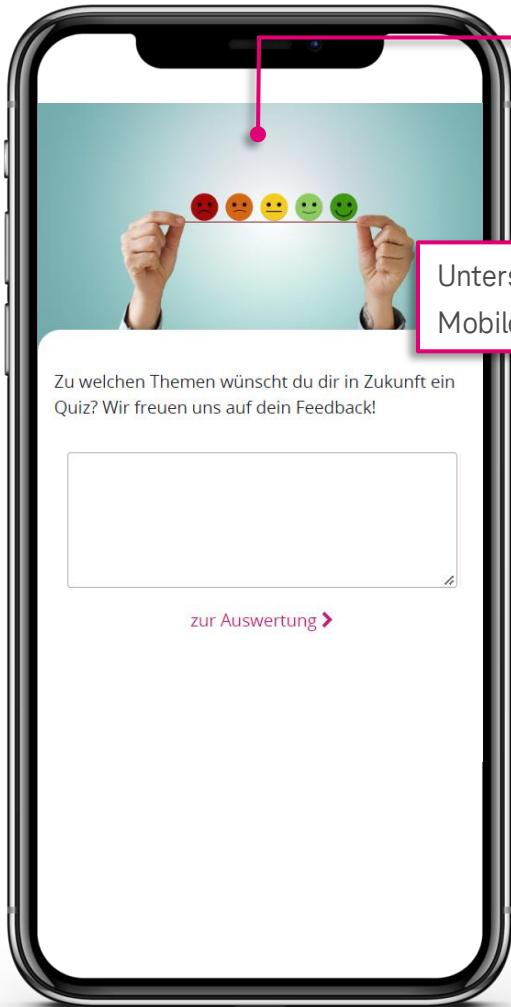 Zu welchen Themen wünscht du dir in Zukunft ein
Quiz? Wir freuen uns auf dein Feedback!
zur Auswertung